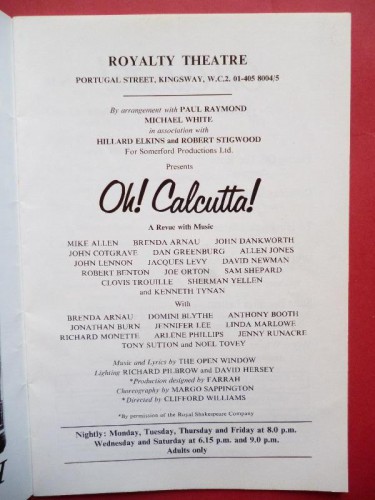 ROYALTY THEATRE
PORTUGAL STREET, KINGSWAY, W.C.2. 01-405 8004/5
By arrangement with PAUL RAYMOND
MICHAEL WHITE
in association with
HILLARD ELKINS and ROBERT STIGWOOD
For Somerford Productions Ltd.
Presents
Oh! Calcutta!
A Revue with Music
MIKE ALLEN BRENDA ARNAU JOHN DANKWORTH
JOHN COTGRAVE DAN GREENBURG ALLEN JONES
JOHN LENNON JACQUES LEVY DAVID NEWMAN
ROBERT BENTON JOE ORTON SAM SHEPARD
CLOVIS TROUILLE SHERMAN YELLEN
and KENNETH TYNAN
With
BRENDA ARNAU DOMINI BLYTHE ANTHONY BOOTH
JONATHAN BURN JENNIFER LEE LINDA MARLOWE
RICHARD MONETTE ARLENE PHILLIPS JENNY RUNACRE
TONY SUTTON and NOEL TOVEY
Music and Lyrics by THE OPEN WINDOW
Lighting RICHARD PILBROW and DAVID HERSEY
*Production designed by FARRAH
Choreography by MARGO SAPPINGTON
*Directed by CLIFFORD WILLIAMS
*By permission of the Royal Shakespeare Company
Nightly: Monday, Tuesday, Thursday and Friday at 8.0 p.m.
Wednesday and Saturday at 6.15 p.m. and 9.0 p.m.
Adults only